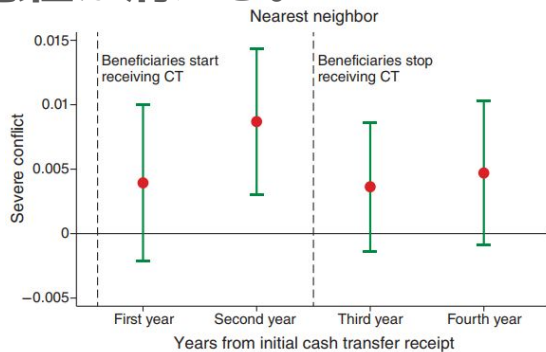 Nearest neighbor
Beneficiaries start
receiving CT
Beneficiaries stop
receiving CT
Severe conflict
0.015
0.01
0.005
0
−0.005
First year
Second year
Third year
Fourth year
Years from initial cash transfer receipt